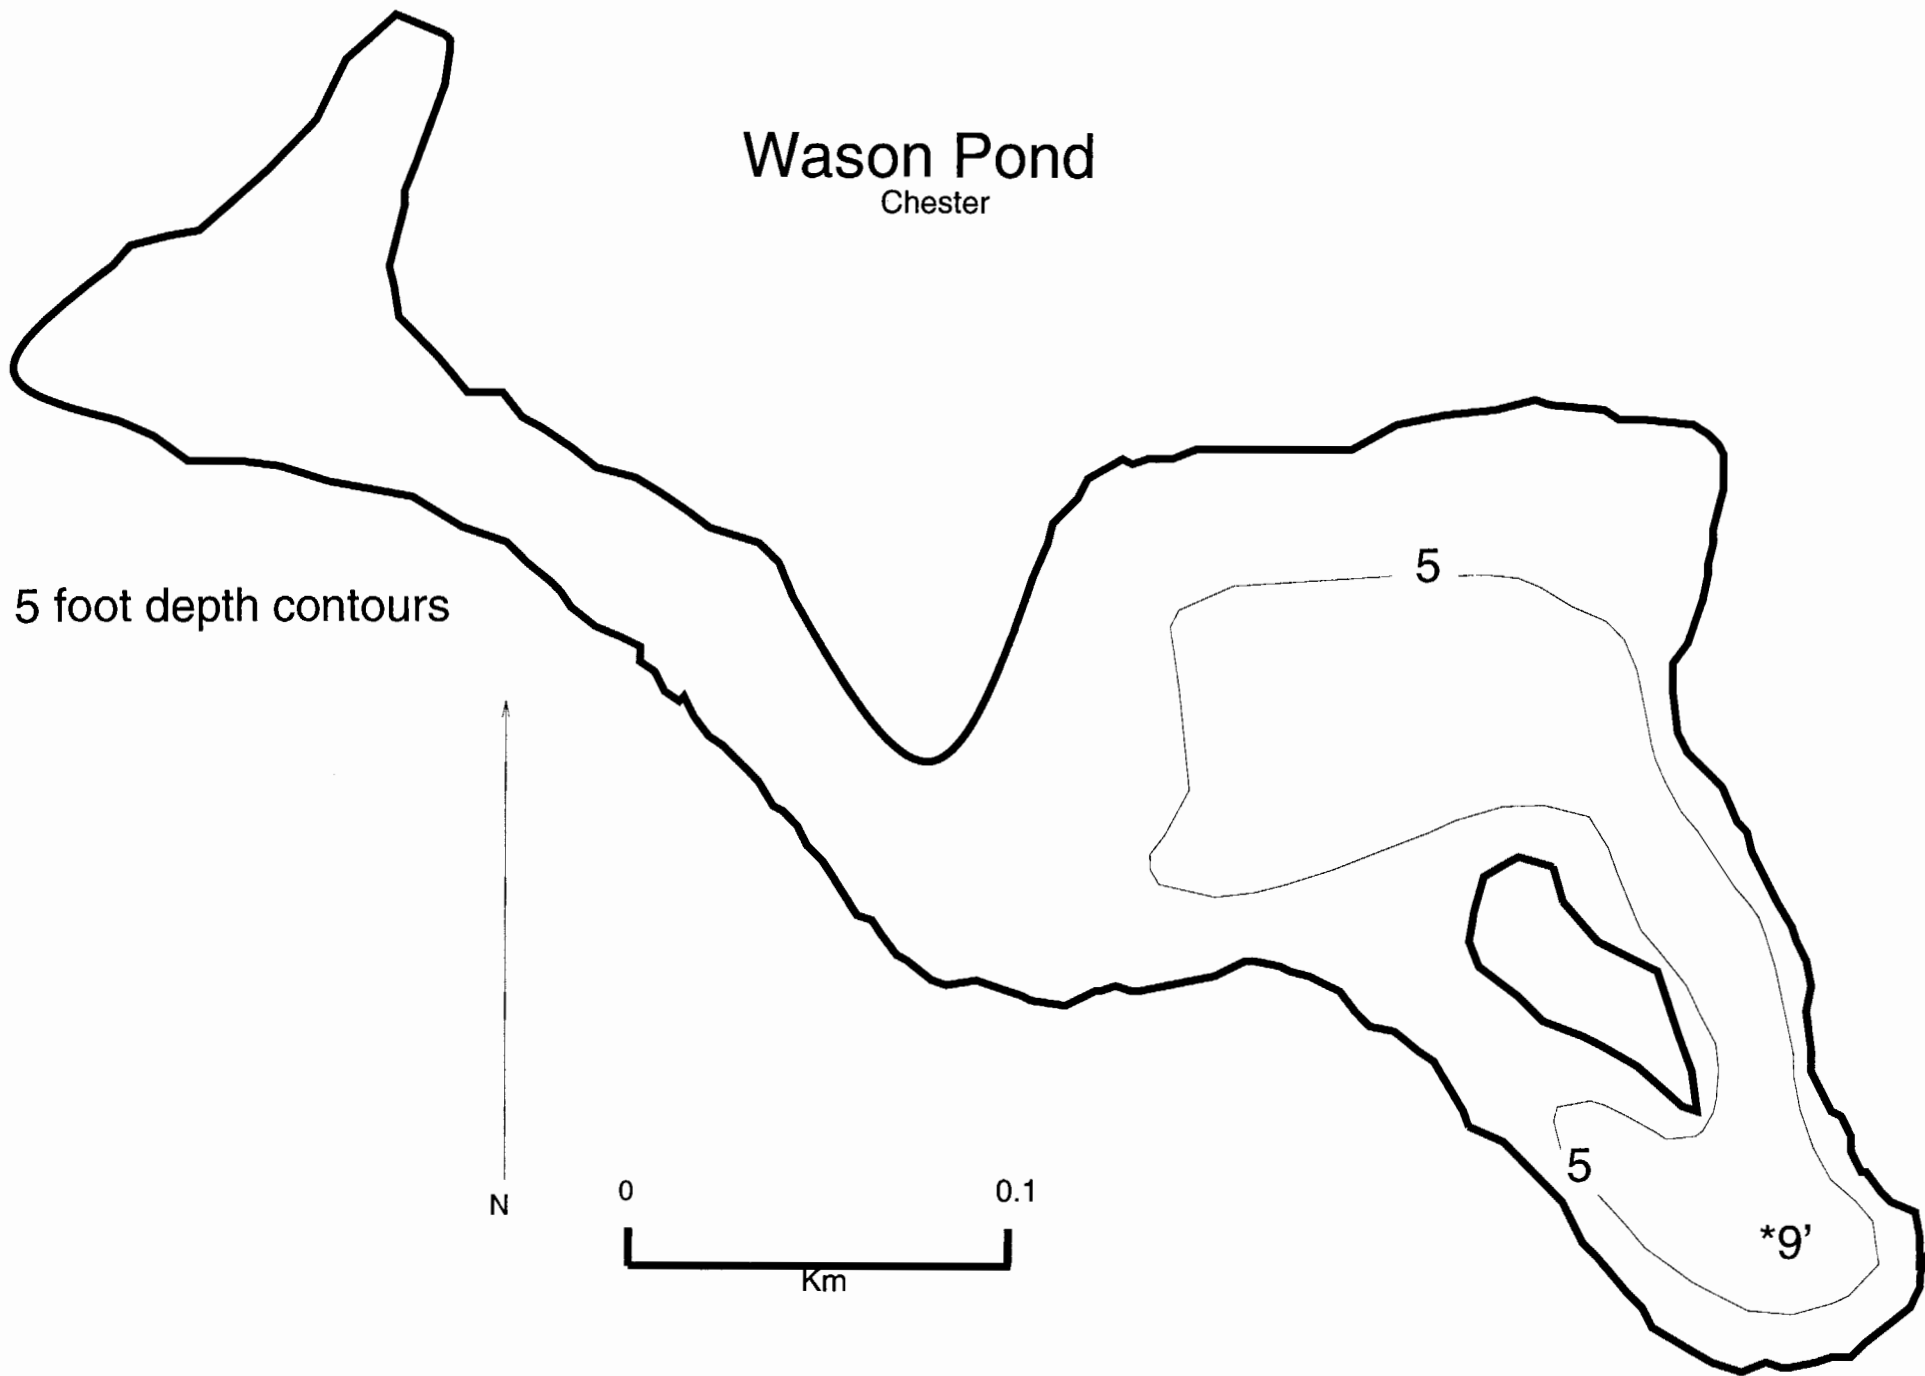 Wason Pond
Chester
5
5 foot depth contours
5
N
0 0.1
Km
*9’